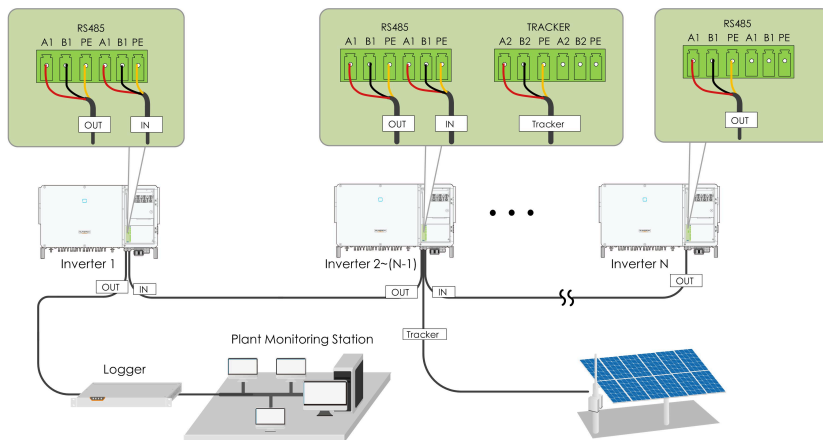 RS485
A1 B1 PE A1 B1 PE
OUT
IN
RS485
A1 B1 PE A1 B1 PE
TRACKER
A2 B2 PE A2 B2 PE
OUT
IN
Tracker
RS485
A1 B1 PE A1 B1 PE
OUT
Inverter 1
Inverter 2~(N-1)
Inverter N
OUT
IN
OUT
IN
OUT
Tracker
Plant Monitoring Station
Logger